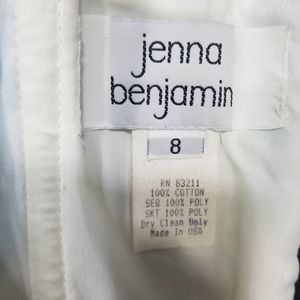 jenna
benjamin
8
RN 83211
100% COTTON
SEQ 100% POLY
SKT 100% POLY
Dry Clean Only
Made In USA